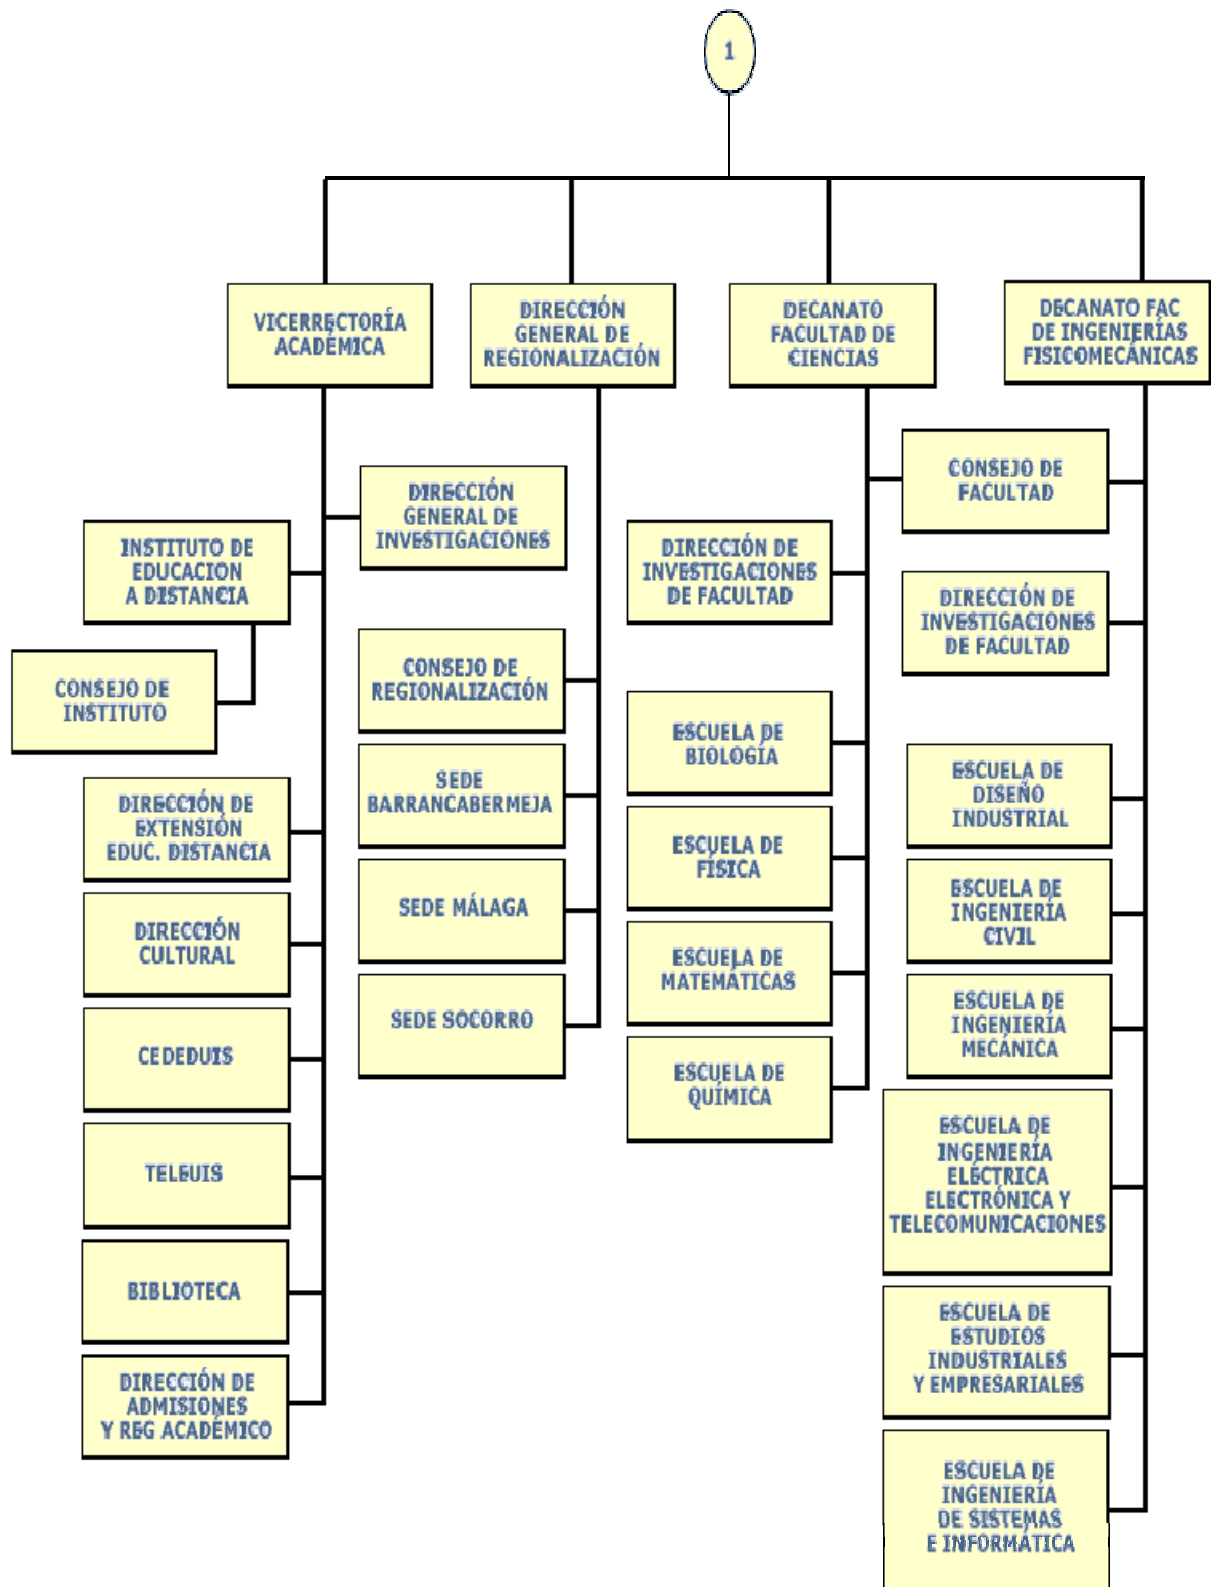 1
VICERRECTORÍA
ACADÉMICA
DIRECCIÓN
GENERAL DE
REGIONALIZACIÓN
DECANATO
FACULTAD DE
CIENCIAS
DECANATO FAC
DE INGENIERÍAS
FISICOMECÁNICAS
DIRECCIÓN
GENERAL DE
INVESTIGACIONES
INSTITUTO DE
EDUCACION
A DISTANCIA
CONSEJO DE
INSTITUTO
DIRECCIÓN DE
EXTENSIÓN
EDUC. DISTANCIA
DIRECCIÓN
CULTURAL
CEDEDUIS
TELEUIS
BIBLIOTECA
DIRECCIÓN DE
ADMISIONES
Y REG ACADÉMICO
CONSEJO DE
REGIONALIZACIÓN
SEDE
BARRANCABERMEJA
SEDE MÁLAGA
SEDE SOCORRO
CONSEJO DE
FACULTAD
DIRECCIÓN DE
INVESTIGACIONES
DE FACULTAD
ESCUELA DE
BIOLOGÍA
ESCUELA DE
FÍSICA
ESCUELA DE
MATEMÁTICAS
ESCUELA DE
QUÍMICA
DIRECCIÓN DE
INVESTIGACIONES
DE FACULTAD
ESCUELA DE
DISEÑO
INDUSTRIAL
ESCUELA DE
INGENIERÍA
CIVIL
ESCUELA DE
INGENIERÍA
MECÁNICA
ESCUELA DE
INGENIERÍA
ELÉCTRICA
ELECTRÓNICA Y
TELECOMUNICACIONES
ESCUELA DE
ESTUDIOS
INDUSTRIALES
Y EMPRESARIALES
ESCUELA DE
INGENIERÍA
DE SISTEMAS
E INFORMÁTICA